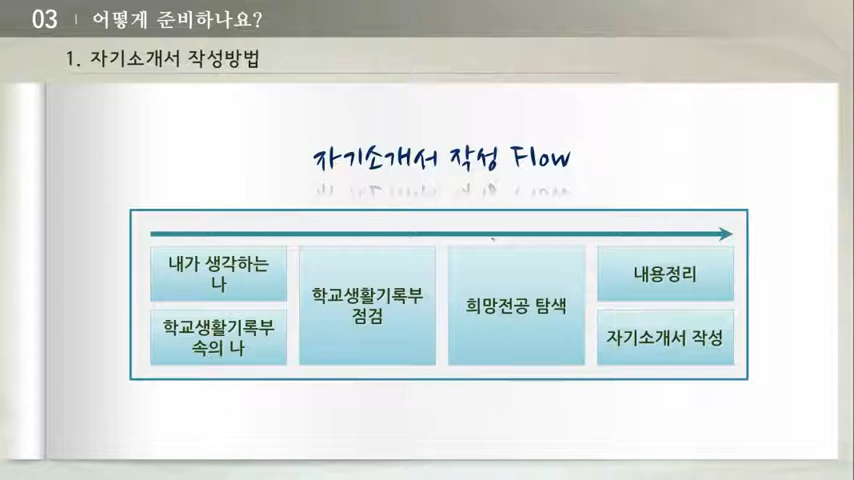 03 | 어떻게 준비하나요?
1. 자기소개서 작성방법
자기소개서 작성 Flow
내가 생각하는
나
학교생활기록부
속의 나
학교생활기록부
점검
희망전공 탐색
내용정리
자기소개서 작성